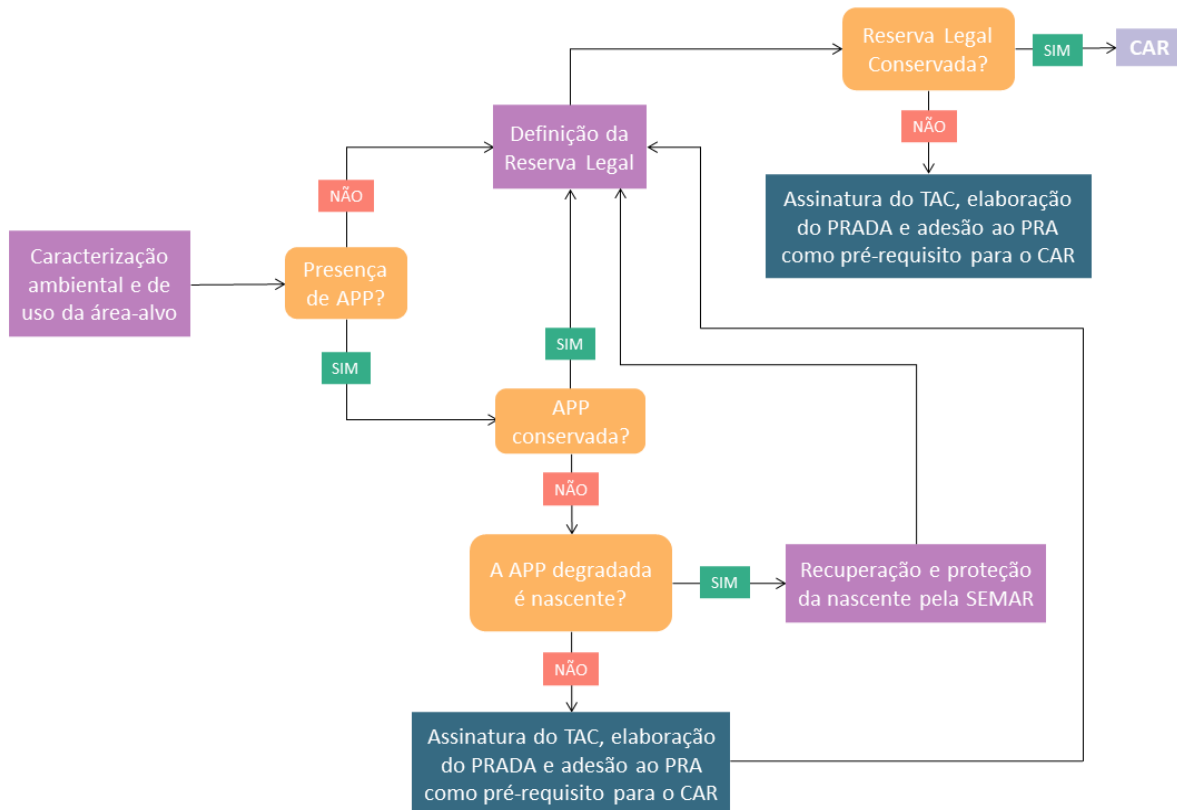 Reserva Legal
Conservada?
SIM
CAR
NÃO
Definição da
Reserva Legal
Assinatura do TAC, elaboração
do PRADA e adesão ao PRA
como pré-requisito para o CAR
NÃO
Caracterização
ambiental e de
uso da área-alvo
Presença
de APP?
SIM
SIM
APP
conservada?
NÃO
A APP degradada
é nascente?
SIM
Recuperação e proteção
da nascente pela SEMAR
NÃO
Assinatura do TAC, elaboração
do PRADA e adesão ao PRA
como pré-requisito para o CAR